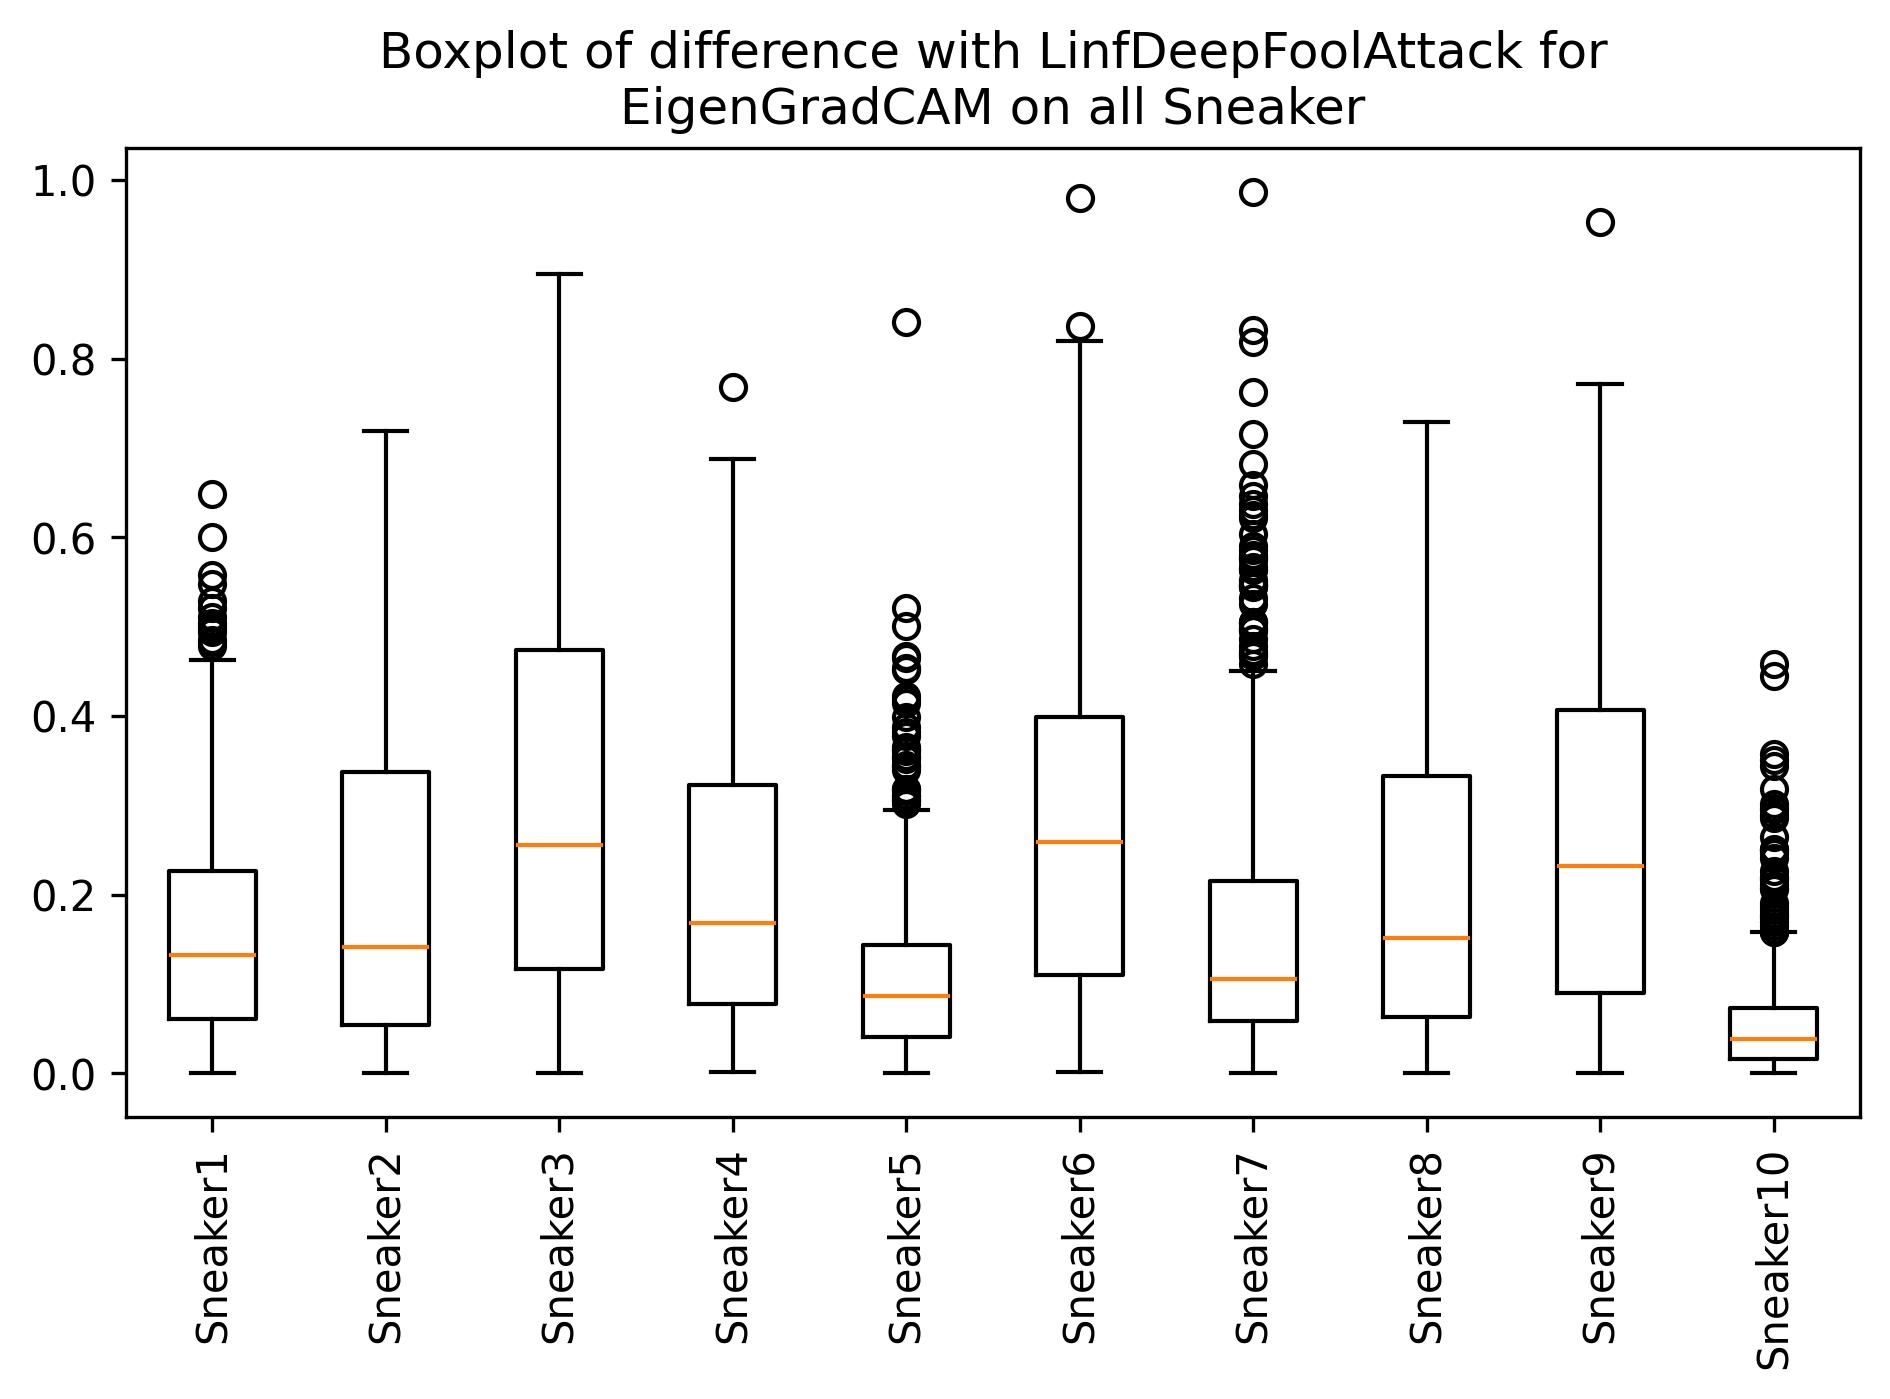 Boxplot of difference with LinfDeepFoolAttack for
EigenGradCAM on all Sneaker
1.0
0.8
0.6
0.4
0.2
0.0
Sneaker1
Sneaker2
Sneaker3
Sneaker4
Sneaker5
Sneaker6
Sneaker7
Sneaker8
Sneaker9
Sneaker10